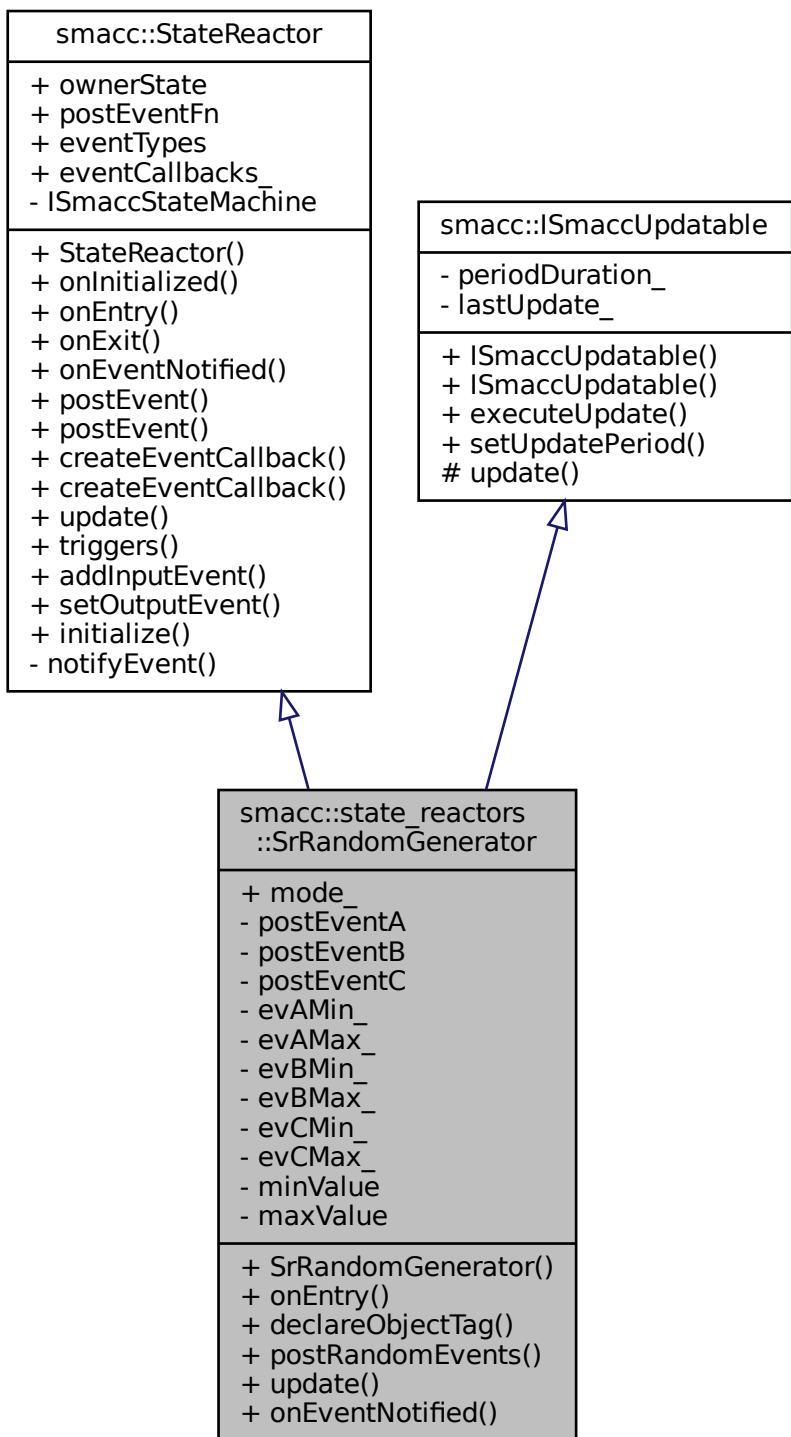 smacc::StateReactor
+ ownerState
+ postEventFn
+ eventTypes
+ eventCallbacks_
- ISmaccStateMachine
+ StateReactor()
+ onInitialized()
+ onEntry()
+ onExit()
+ onEventNotified()
+ postEvent()
+ postEvent()
+ createEventCallback()
+ createEventCallback()
+ update()
+ triggers()
+ addInputEvent()
+ setOutputEvent()
+ initialize()
- notifyEvent()
smacc::ISmaccUpdatable
- periodDuration_
- lastUpdate_
+ ISmaccUpdatable()
+ ISmaccUpdatable()
+ executeUpdate()
+ setUpdatePeriod()
# update()
smacc::state_reactors
::SrRandomGenerator
+ mode_
- postEventA
- postEventB
- postEventC
- evAMin_
- evAMax_
- evBMin_
- evBMax_
- evCMin_
- evCMax_
- minValue
- maxValue
+ SrRandomGenerator()
+ onEntry()
+ declareObjectTag()
+ postRandomEvents()
+ update()
+ onEventNotified()